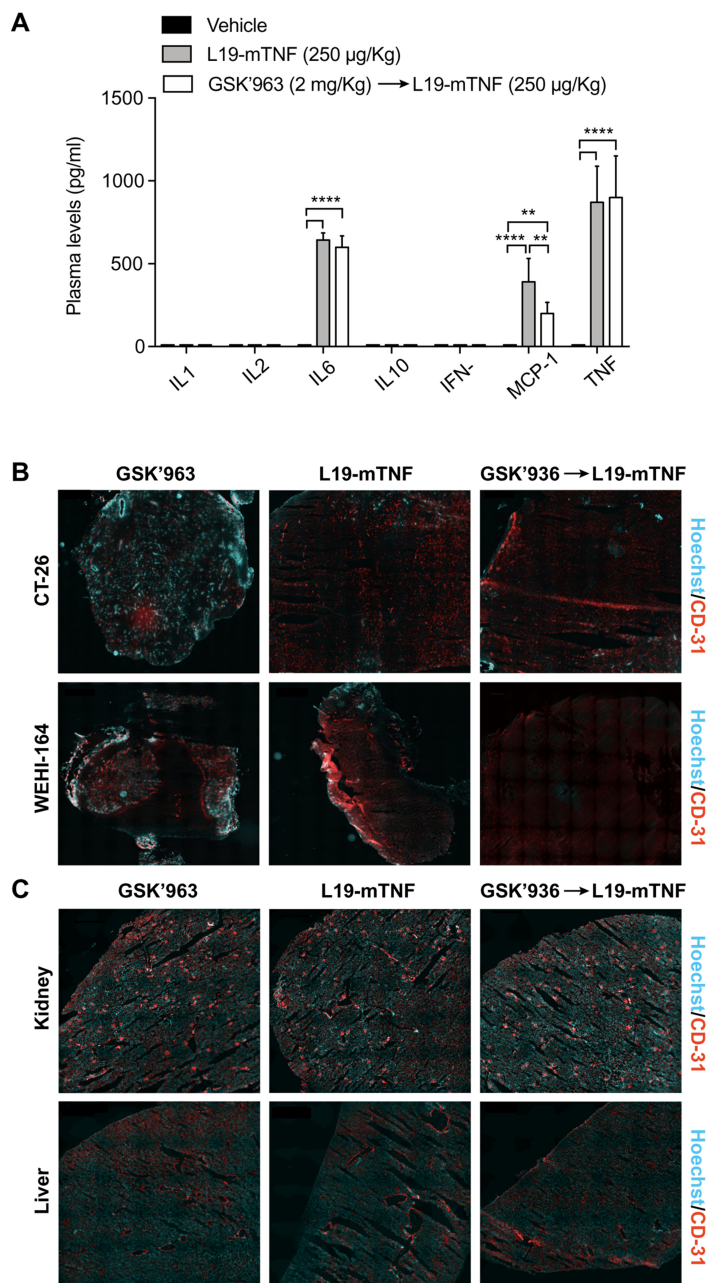 A
Vehicle
L19-mTNF (250 µg/Kg)
GSK'963 (2 mg/Kg) → L19-mTNF (250 µg/Kg)
Plasma levels (pg/ml)
1500
1000
500
0
****
**
****
**
****
IL1
IL2
IL6
IL10
IFN-
MCP-1
TNF
B
GSK'963
L19-mTNF
GSK'936 → L19-mTNF
CT-26
Hoechst/CD-31
WEHI-164
Hoechst/CD-31
C
GSK'963
L19-mTNF
GSK'936 → L19-mTNF
Kidney
Hoechst/CD-31
Liver
Hoechst/CD-31